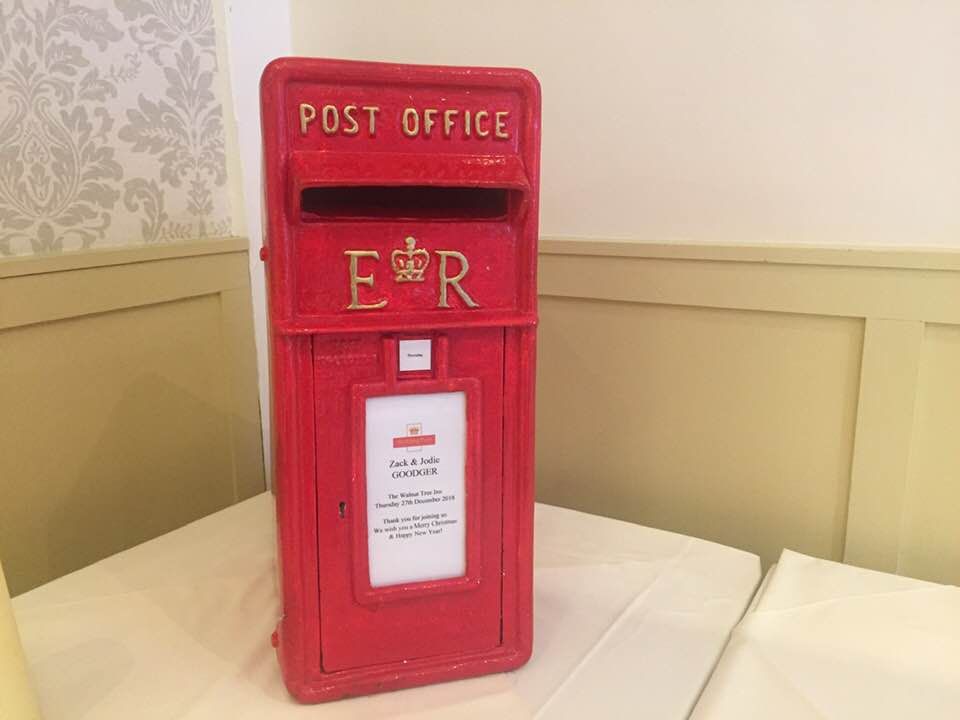 POST OFFICE
E R
Thursday
Zack & Jodie
GOODGER
The Walnut Tree Inn
Thursday 27th December 2018
Thank you for joining us
We wish you a Merry Christmas
& Happy New Year!